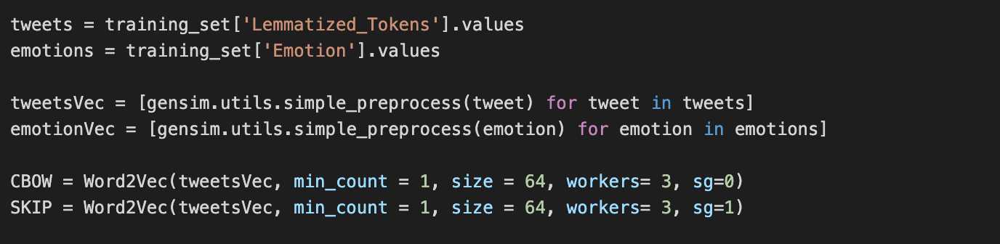 tweets = training_set['Lemmatized_Tokens'].values
emotions = training_set['Emotion'].values
tweetsVec = [gensim.utils.simple_preprocess(tweet) for tweet in tweets]
emotionVec = [gensim.utils.simple_preprocess(emotion) for emotion in emotions]
CBOW = Word2Vec(tweetsVec, min_count = 1, size = 64, workers= 3, sg=0)
SKIP = Word2Vec(tweetsVec, min_count = 1, size = 64, workers= 3, sg=1)